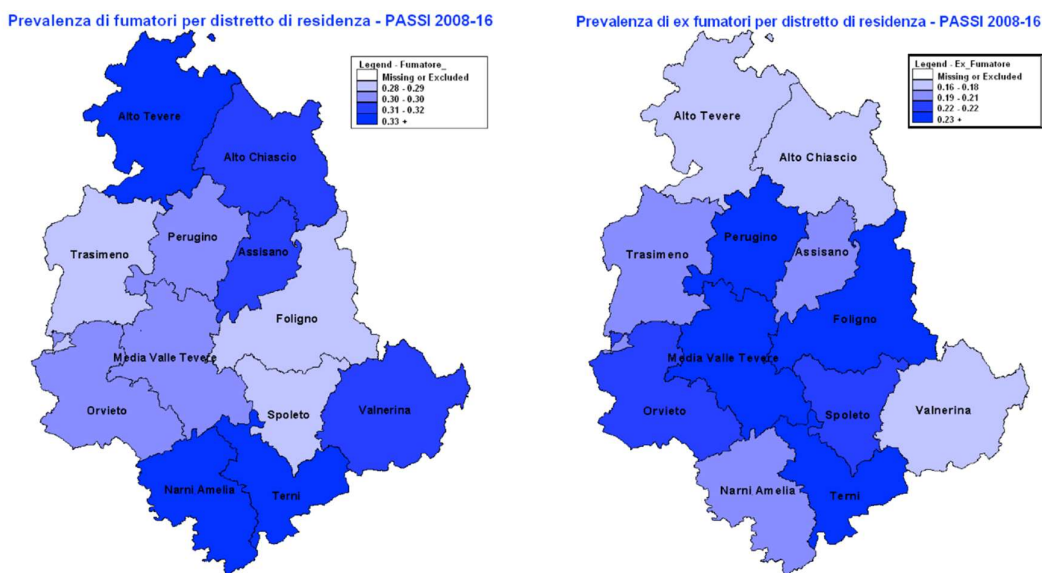 Prevalenza di fumatori per distretto di residenza - PASSI 2008-16
Legend - Fumatore_
Missing or Excluded
0.28 - 0.29
0.30 - 0.30
0.31 - 0.32
0.33 +
Alto Tevere
Alto Chiascio
Perugino
Assisano
Trasimeno
Foligno
Media Valle Tevere
Orvieto
Spoleto
Valnerina
Narni Amelia
Terni
Prevalenza di ex fumatori per distretto di residenza - PASSI 2008-16
Legend - Ex_Fumatore
Missing or Excluded
0.16 - 0.18
0.19 - 0.21
0.22 - 0.22
0.23 +
Alto Tevere
Alto Chiascio
Perugino
Assisano
Trasimeno
Foligno
Media Valle Tevere
Orvieto
Spoleto
Valnerina
Narni Amelia
Terni